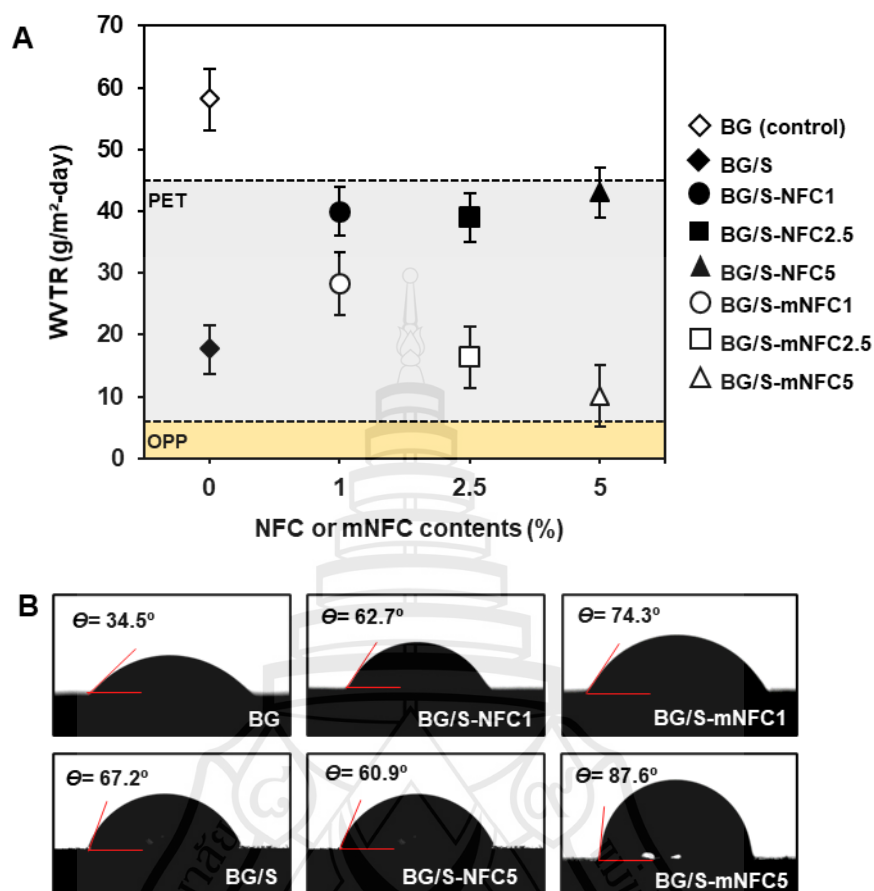 A
70
60
50
40
30
20
10
0
WVTR (g/m²-day)
PET
OPP
0 1 2.5 5
NFC or mNFC contents (%)
BG (control)
BG/S
BG/S-NFC1
BG/S-NFC2.5
BG/S-NFC5
BG/S-mNFC1
BG/S-mNFC2.5
BG/S-mNFC5
B
Ɵ= 34.5º
BG
Ɵ= 62.7º
BG/S-NFC1
Ɵ= 74.3º
BG/S-mNFC1
Ɵ= 67.2º
BG/S
Ɵ= 60.9º
BG/S-NFC5
Ɵ= 87.6º
BG/S-mNFC5